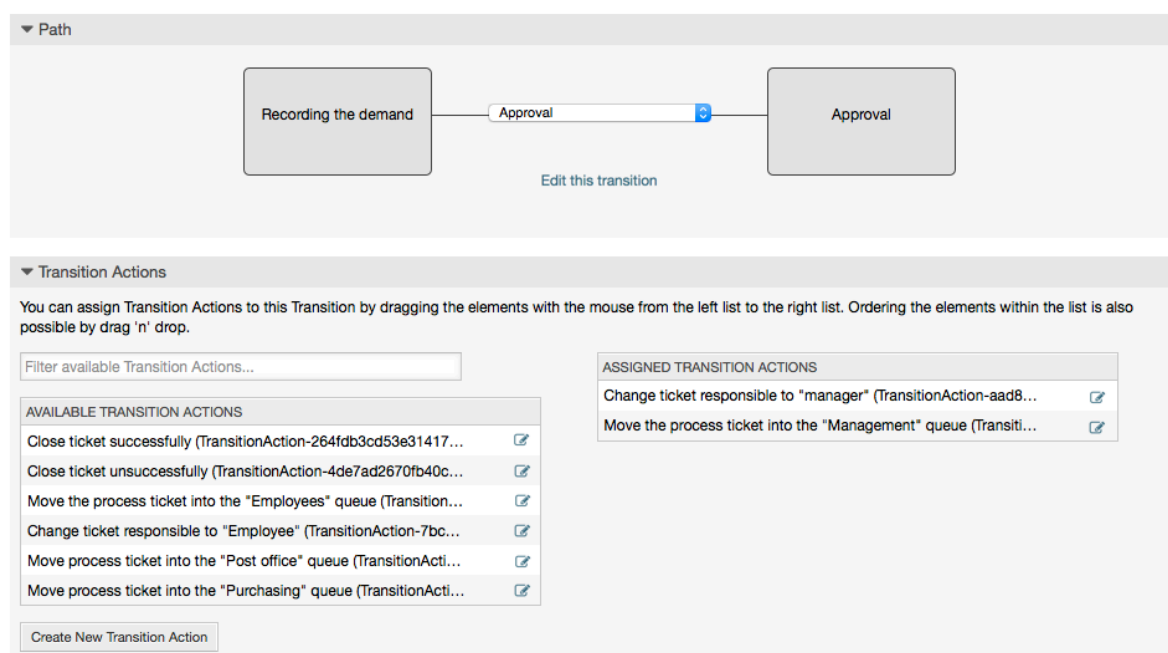 Path
Recording the demand
Approval
Approval
Edit this transition
Transition Actions
You can assign Transition Actions to this Transition by dragging the elements with the mouse from the left list to the right list. Ordering the elements within the list is also
possible by drag 'n' drop.
Filter available Transition Actions...
AVAILABLE TRANSITION ACTIONS
Close ticket successfully (TransitionAction-264fdb3cd53e31417...
Close ticket unsuccessfully (TransitionAction-4de7ad2670fb40c...
Move the process ticket into the "Employees" queue (Transition...
Change ticket responsible to "Employee" (TransitionAction-7bc...
Move process ticket into the "Post office" queue (TransitionActi...
Move process ticket into the "Purchasing" queue (TransitionActi...
Create New Transition Action
ASSIGNED TRANSITION ACTIONS
Change ticket responsible to "manager" (TransitionAction-aad8...
Move the process ticket into the "Management" queue (Transiti...